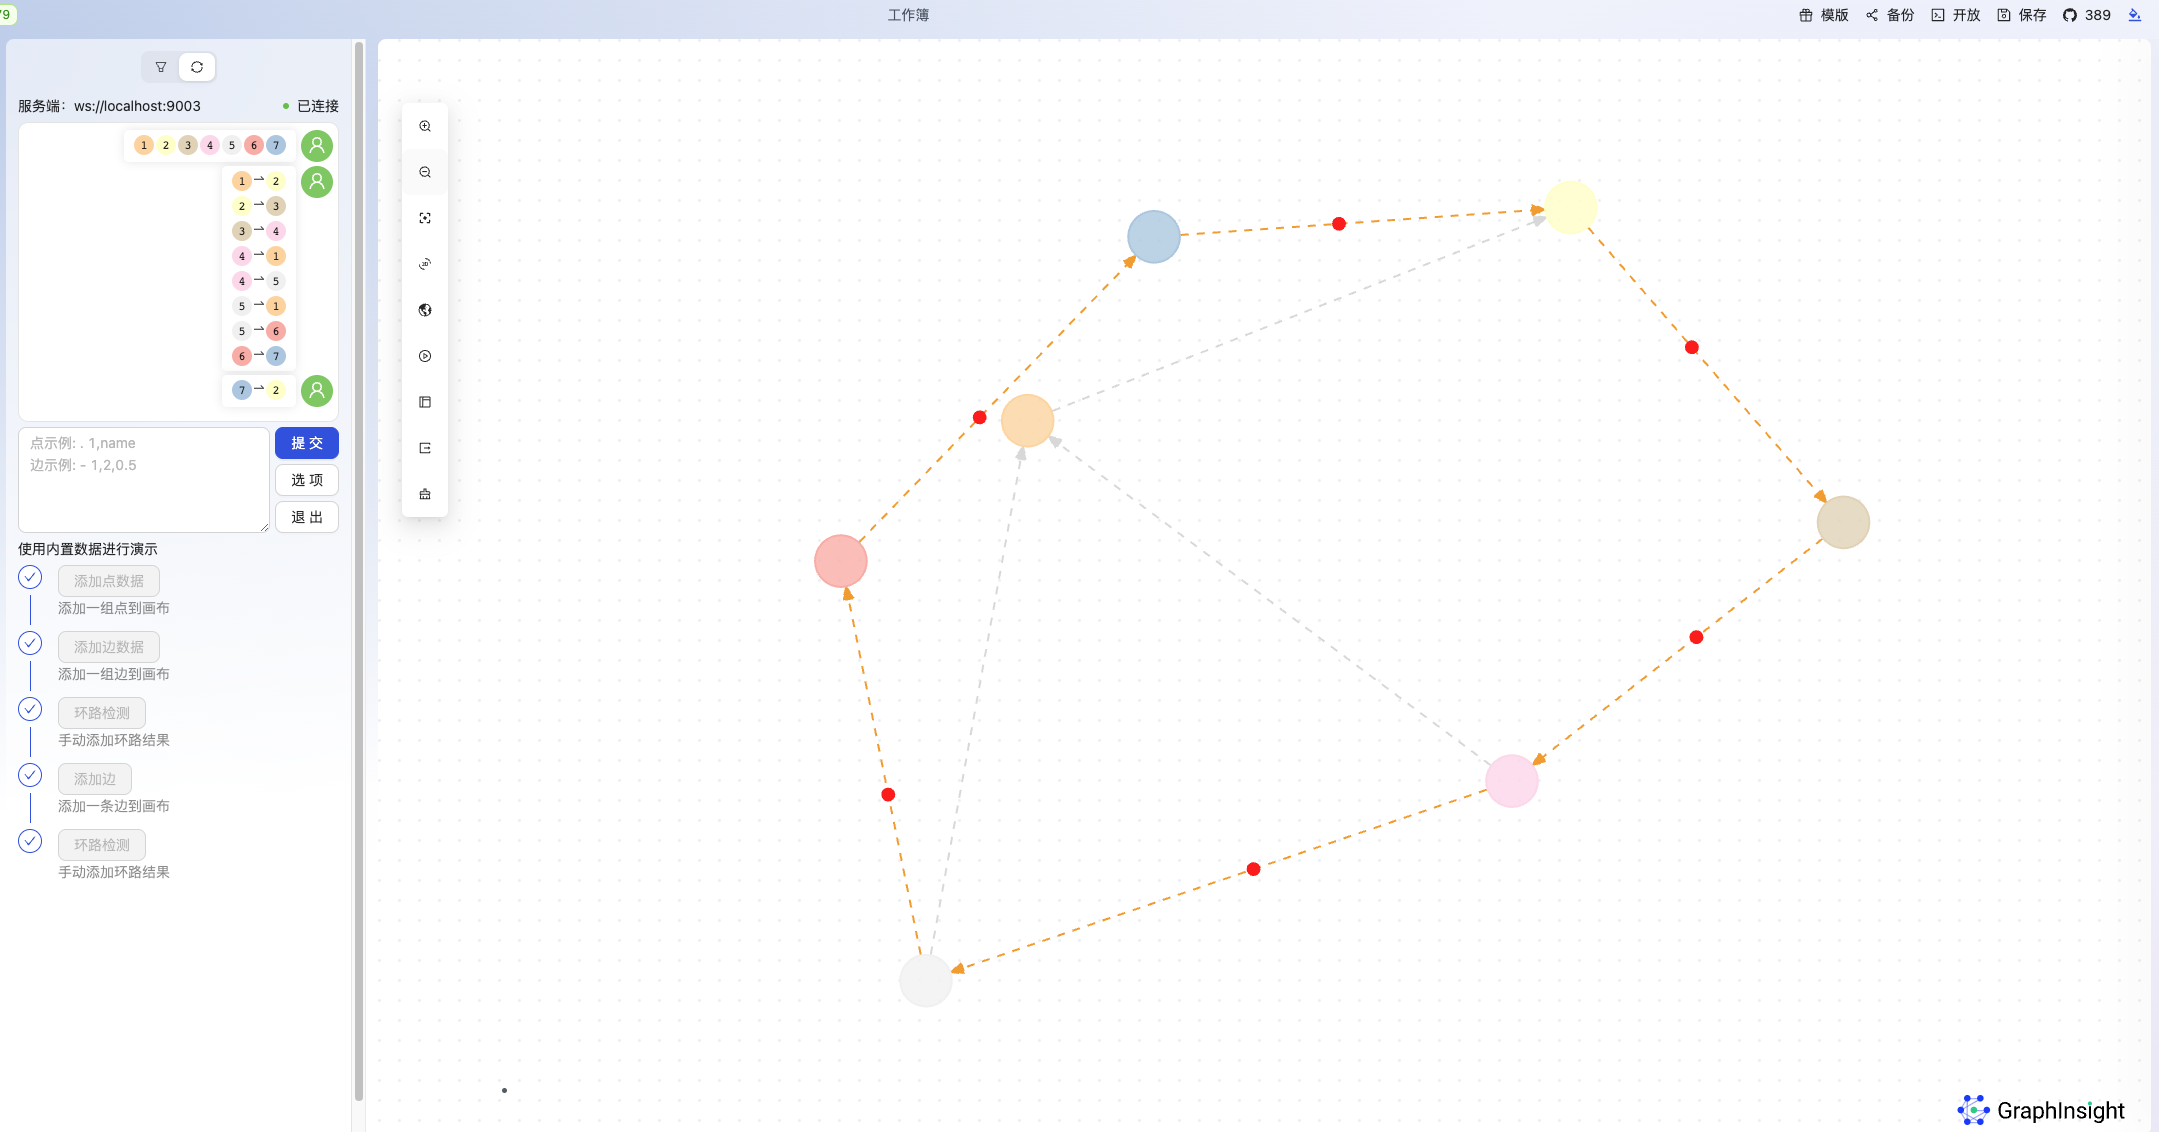 79
工作簿
模版 备份 开放 保存 389
服务端: ws://localhost:9003 已连接
1 2 3 4 5 6 7
1 → 2
2 → 3
3 → 4
4 → 1
4 → 5
5 → 1
5 → 6
6 → 7
7 → 2
点示例: . 1,name
边示例: - 1,2,0.5
提 交
选 项
退 出
使用内置数据进行演示
添加点数据
添加一组点到画布
添加边数据
添加一组边到画布
环路检测
手动添加环路结果
添加边
添加一条边到画布
环路检测
手动添加环路结果
3D
GraphInsight